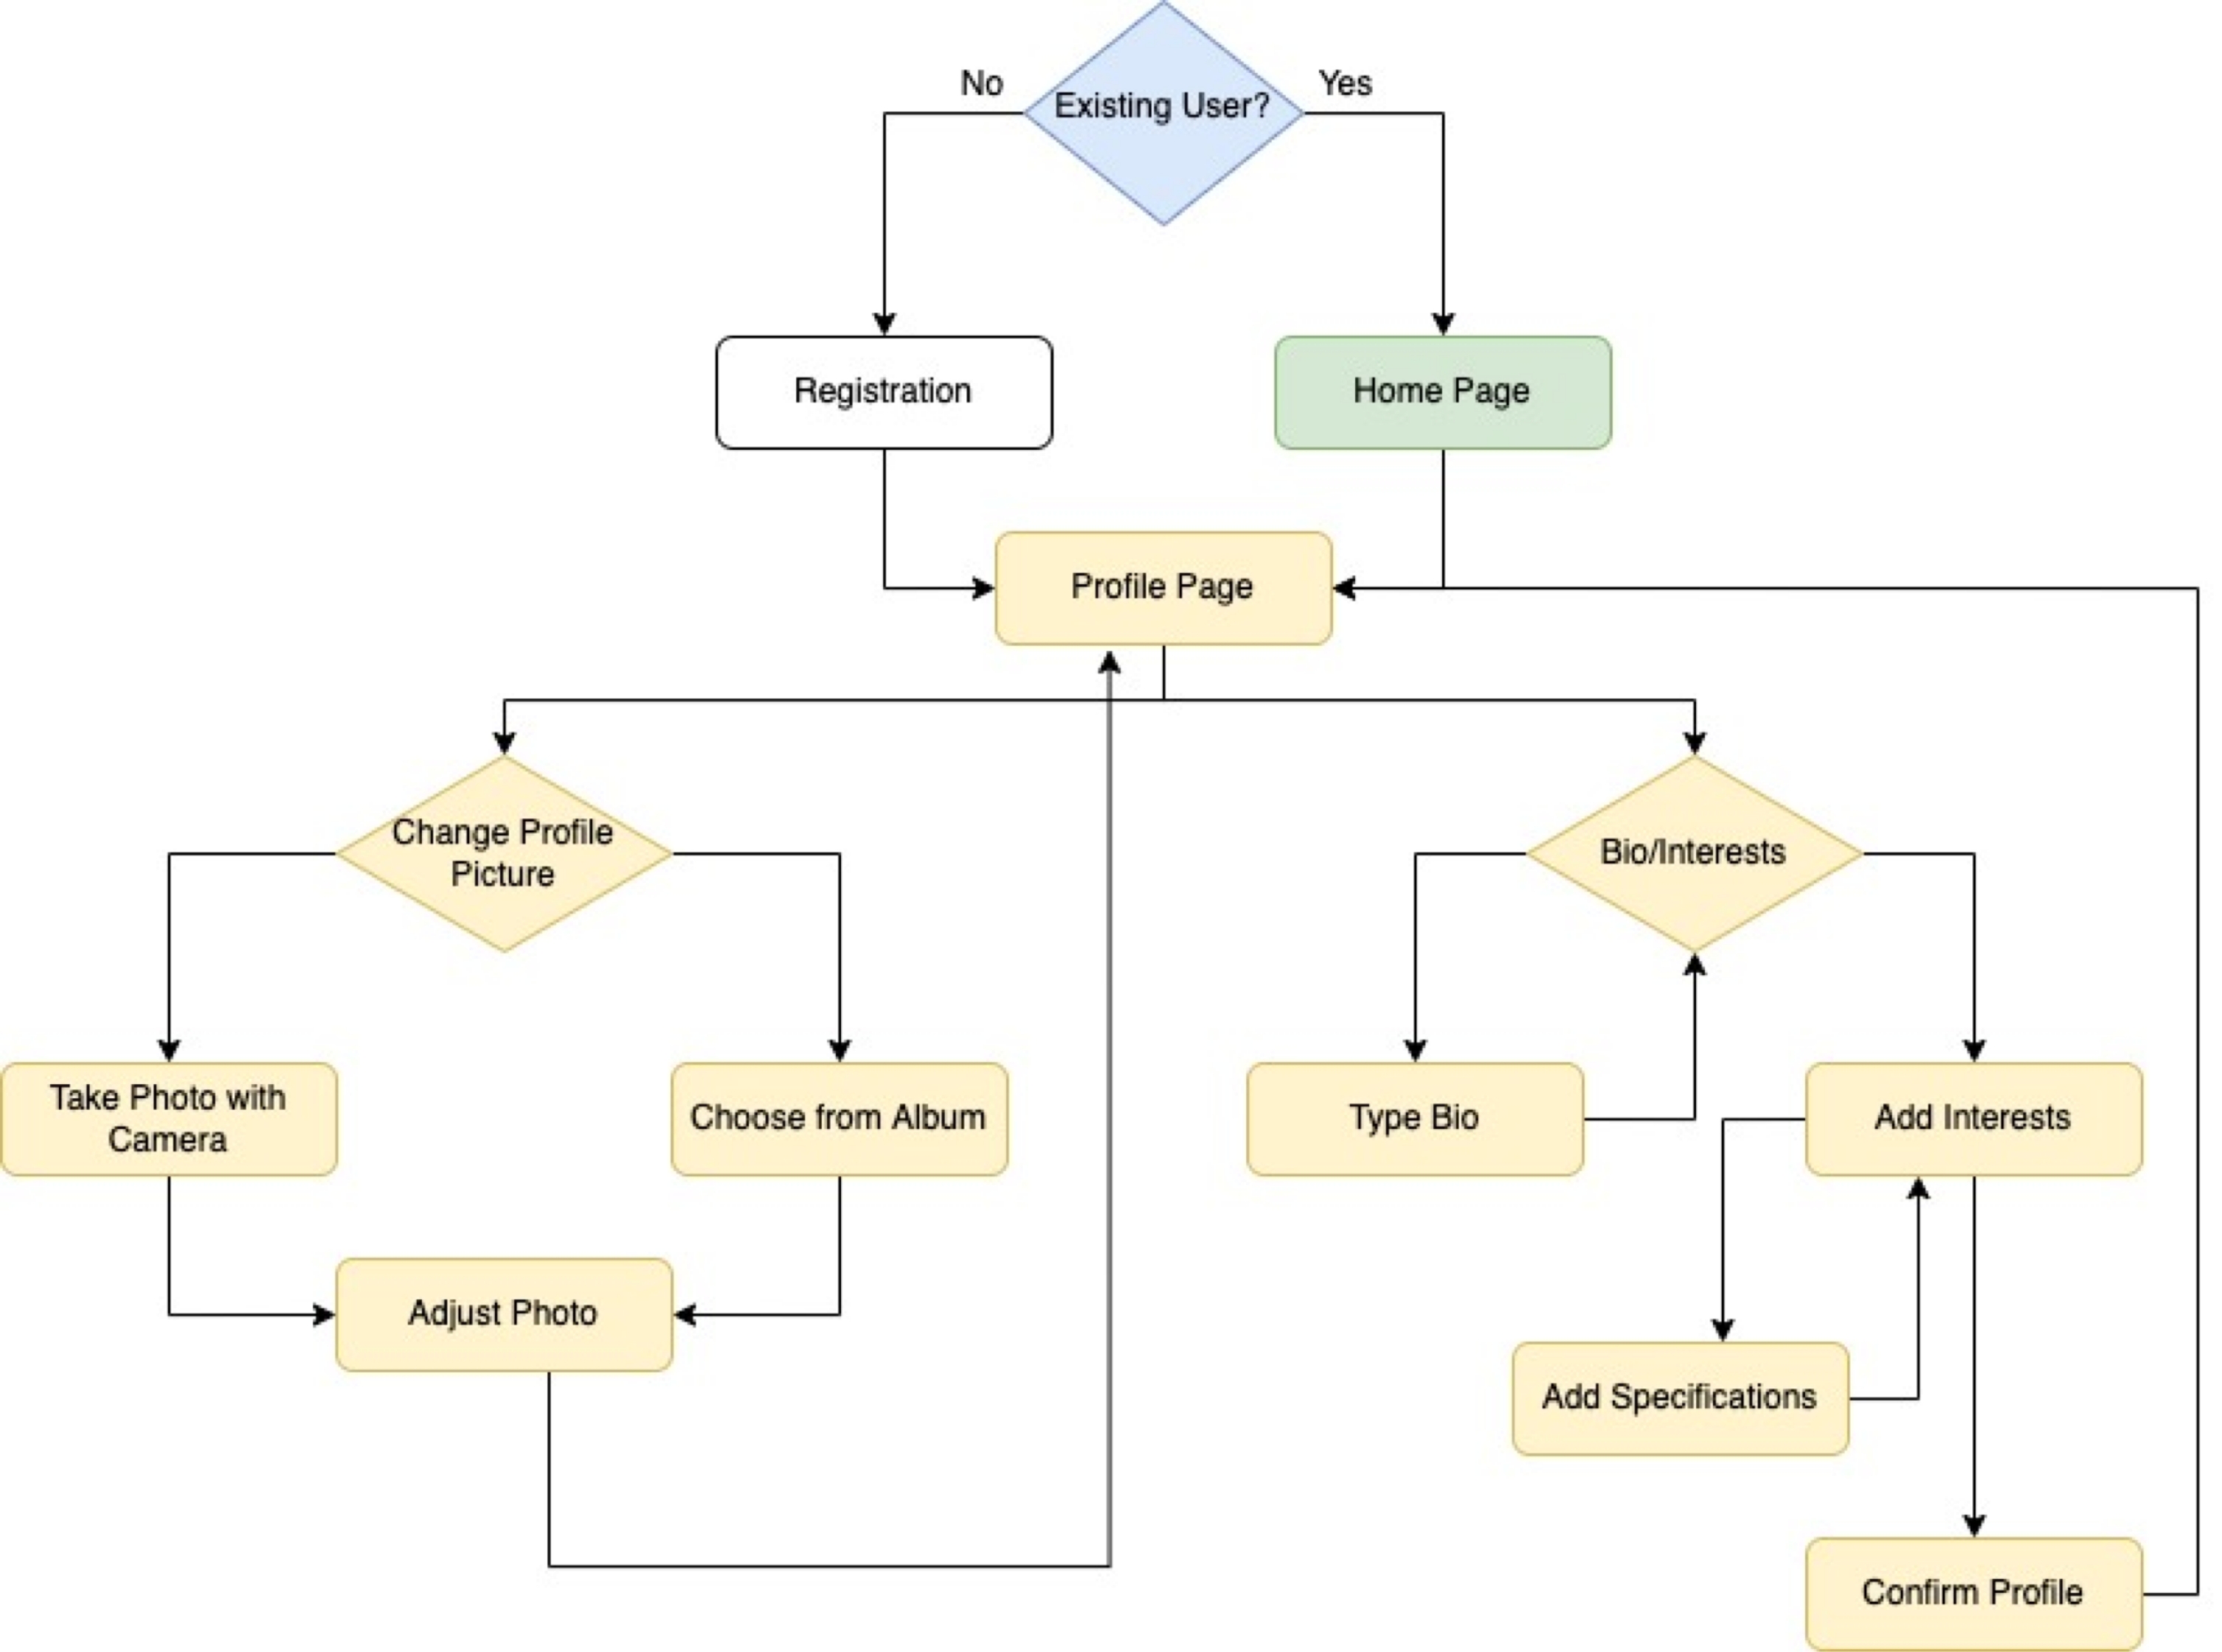 No
Existing User?
Yes
Registration
Home Page
Profile Page
Change Profile
Picture
Bio/Interests
Take Photo with
Camera
Choose from Album
Type Bio
Add Interests
Adjust Photo
Add Specifications
Confirm Profile